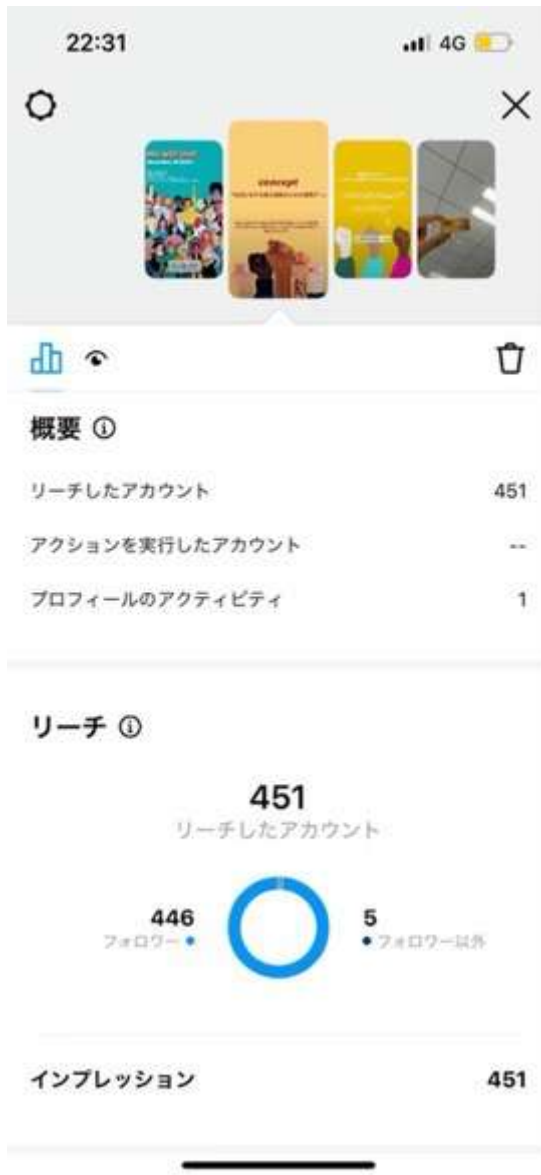 22:31
4G
concept
概要
リーチしたアカウント 451
アクションを実行したアカウント --
プロフィールのアクティビティ 1
リーチ
451
リーチしたアカウント
446 5
フォロワー フォロワー以外
インプレッション 451